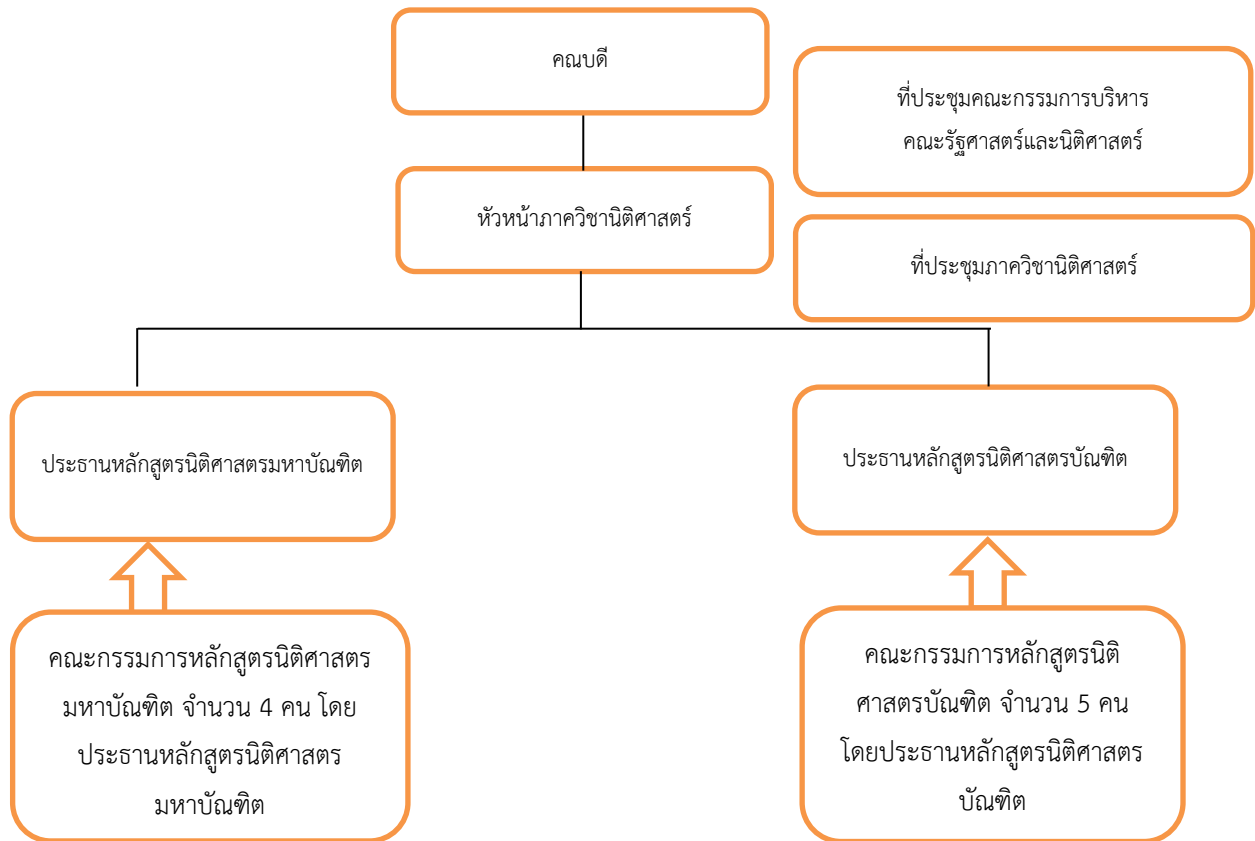 คณบดี
ที่ประชุมคณะกรรมการบริหาร
คณะรัฐศาสตร์และนิติศาสตร์
หัวหน้าภาควิชานิติศาสตร์
ที่ประชุมภาควิชานิติศาสตร์
ประธานหลักสูตรนิติศาสตรมหาบัณฑิต
ประธานหลักสูตรนิติศาสตรบัณฑิต
คณะกรรมการหลักสูตรนิติศาสตร
มหาบัณฑิต จำนวน 4 คน โดย
ประธานหลักสูตรนิติศาสตร
มหาบัณฑิต
คณะกรรมการหลักสูตรนิติ
ศาสตรบัณฑิต จำนวน 5 คน
โดยประธานหลักสูตรนิติศาสตร
บัณฑิต